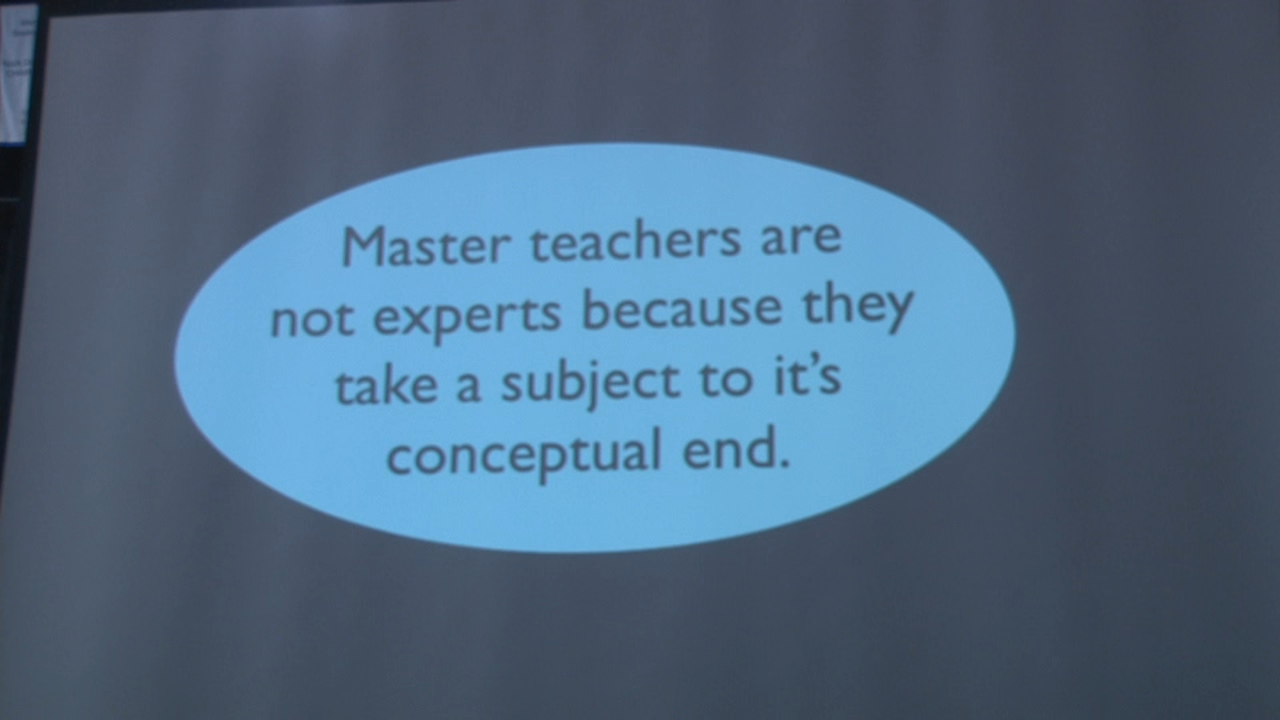 Master teachers are
not experts because they
take a subject to it’s
conceptual end.